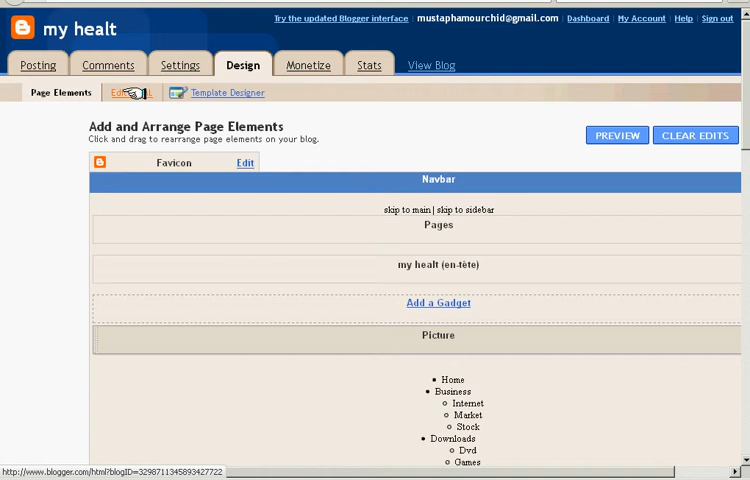 Try the updated Blogger interface | mustaphamourchid@gmail.com | Dashboard | My Account | Help | Sign out
my healt
Posting Comments Settings Design Monetize Stats View Blog
Page Elements Template Designer
Add and Arrange Page Elements
Click and drag to rearrange page elements on your blog.
PREVIEW CLEAR EDITS
Favicon Edit
Navbar
skip to main | skip to sidebar
Pages
my healt (en-tête)
Add a Gadget
Picture
Home
Business
Internet
Market
Stock
Downloads
Dvd
Games
http://www.blogger.com/html?blogID=3298711345893427722